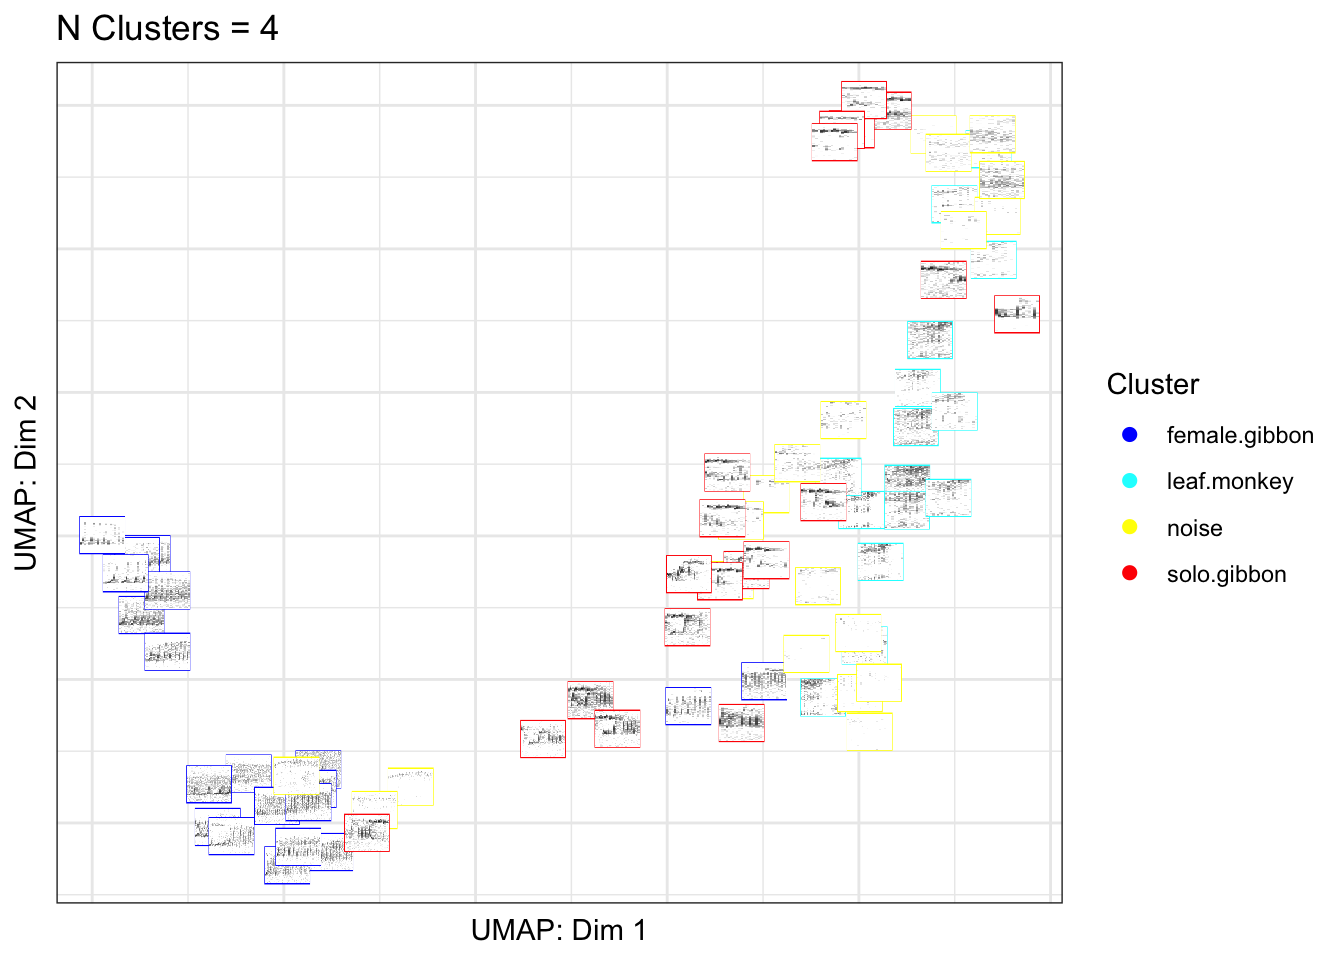 N Clusters = 4
UMAP: Dim 2
UMAP: Dim 1
Cluster
female.gibbon
leaf.monkey
noise
solo.gibbon